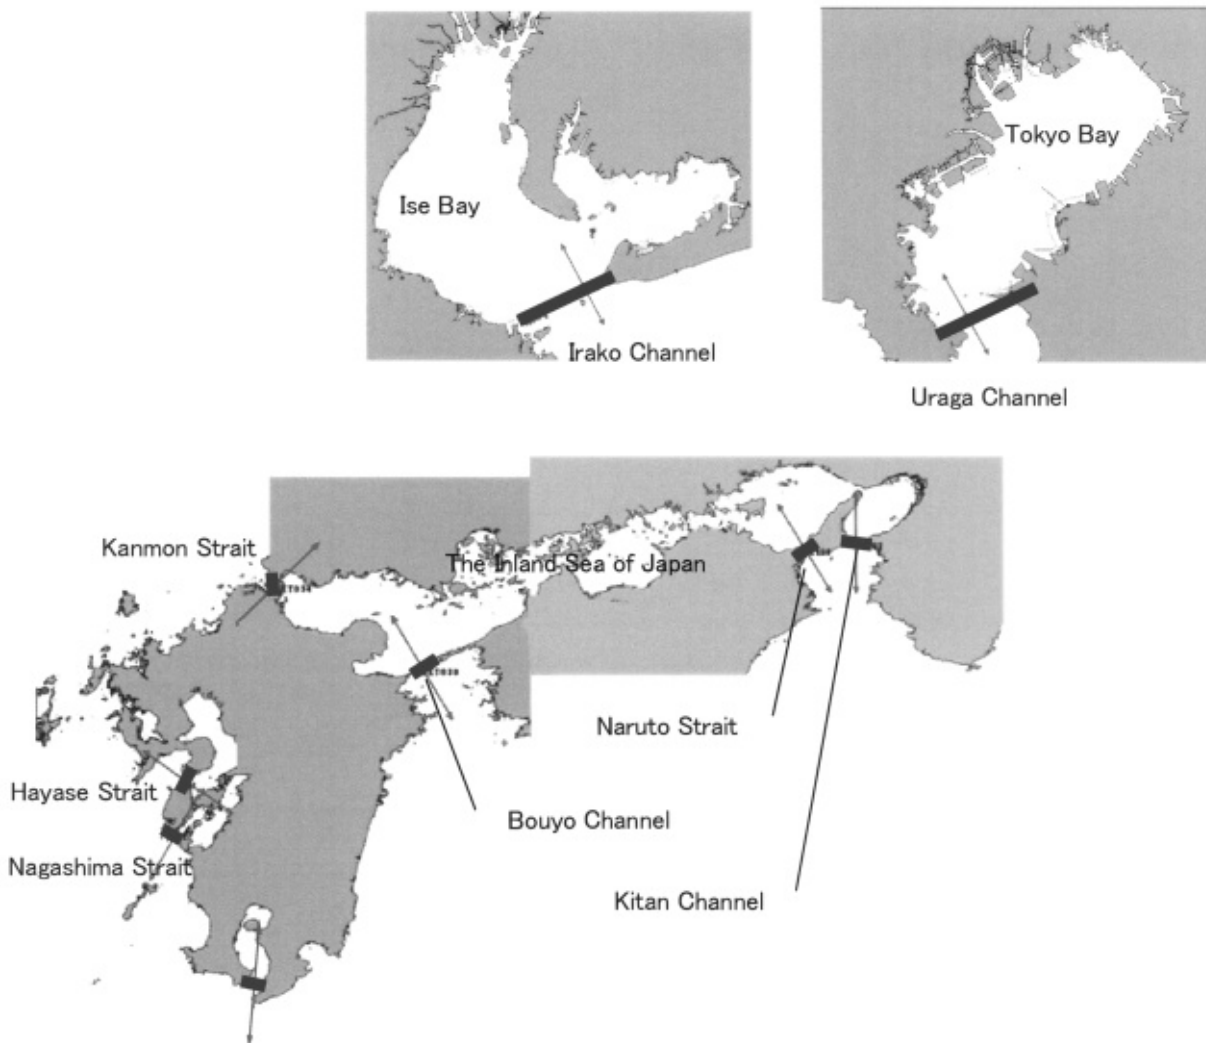 Ise Bay
Tokyo Bay
Irako Channel
Uraga Channel
Kanmon Strait
The Inland Sea of Japan
Naruto Strait
Hayase Strait
Bouyo Channel
Nagashima Strait
Kitan Channel